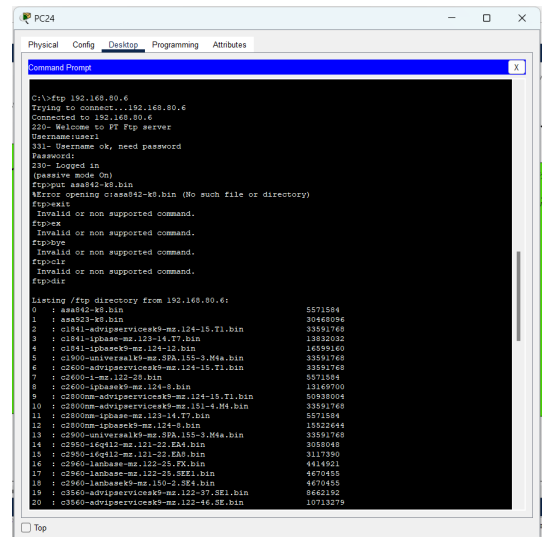 PC24
Physical Config Desktop Programming Attributes
Command Prompt
X
C:\>ftp 192.168.80.6
Trying to connect...192.168.80.6
Connected to 192.168.80.6
220- Welcome to PT Ftp server
Username:user1
331- Username ok, need password
Password:
230- Logged in
(passive mode On)
ftp>put asa842-k8.bin
%Error opening c:asa842-k8.bin (No such file or directory)
ftp>exit
Invalid or non supported command.
ftp>ex
Invalid or non supported command.
ftp>bye
Invalid or non supported command.
ftp>clr
Invalid or non supported command.
ftp>dir
Listing /ftp directory from 192.168.80.6:
0 : asa842-k8.bin 5571584
1 : asa923-k8.bin 30468096
2 : c1841-advipservicesk9-mz.124-15.T1.bin 33591768
3 : c1841-ipbase-mz.123-14.T7.bin 13832032
4 : c1841-ipbasek9-mz.124-12.bin 16599160
5 : c1900-universalk9-mz.SPA.155-3.M4a.bin 33591768
6 : c2600-advipservicesk9-mz.124-15.T1.bin 33591768
7 : c2600-i-mz.122-28.bin 5571584
8 : c2600-ipbasek9-mz.124-8.bin 13169700
9 : c2800nm-advipservicesk9-mz.124-15.T1.bin 50938004
10 : c2800nm-advipservicesk9-mz.151-4.M4.bin 33591768
11 : c2800nm-ipbase-mz.123-14.T7.bin 5571584
12 : c2800nm-ipbasek9-mz.124-8.bin 15522644
13 : c2900-universalk9-mz.SPA.155-3.M4a.bin 33591768
14 : c2950-i6q4l2-mz.121-22.EA4.bin 3058048
15 : c2950-i6q4l2-mz.121-22.EA8.bin 3117390
16 : c2960-lanbase-mz.122-25.FX.bin 4414921
17 : c2960-lanbase-mz.122-25.SEE1.bin 4670455
18 : c2960-lanbasek9-mz.150-2.SE4.bin 4670455
19 : c3560-advipservicesk9-mz.122-37.SE1.bin 8662192
20 : c3560-advipservicesk9-mz.122-46.SE.bin 10713279
Top